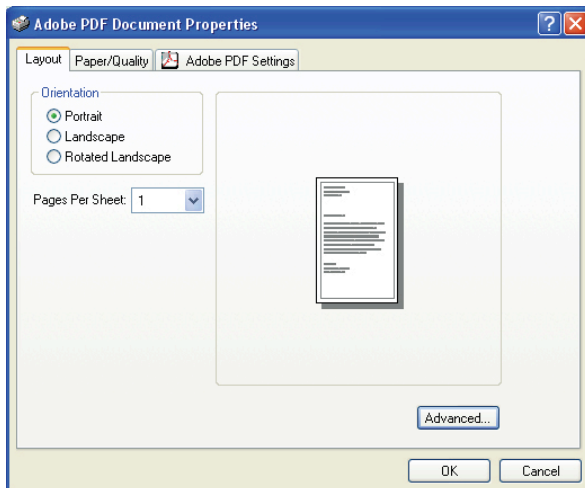 Adobe PDF Document Properties
Layout Paper/Quality Adobe PDF Settings
Orientation
Portrait
Landscape
Rotated Landscape
Pages Per Sheet: 1
Advanced...
OK Cancel